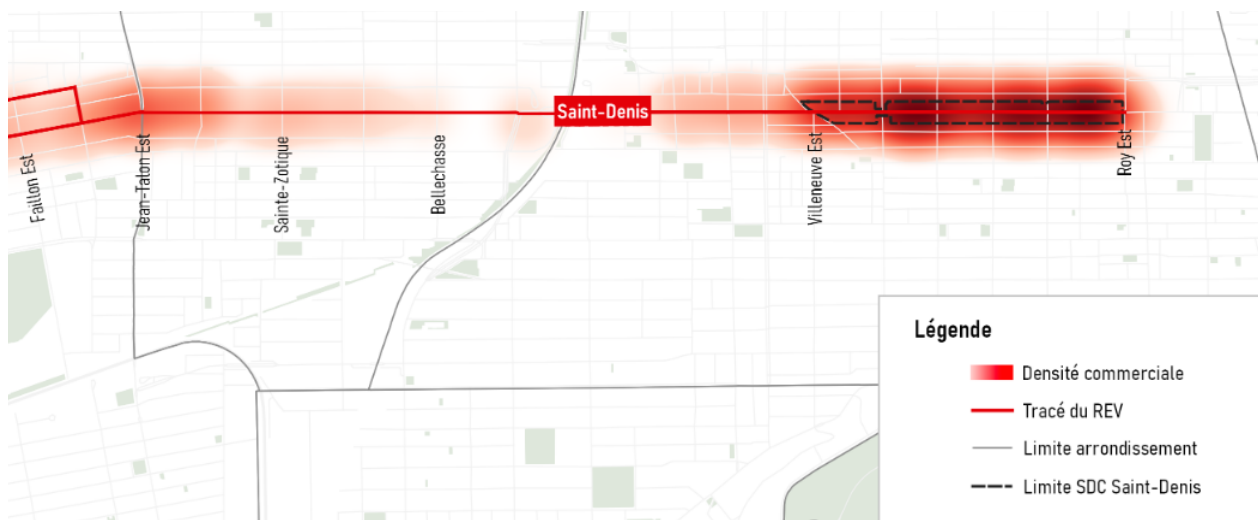 Saint-Denis
Faillon Est
Jean-Talon Est
Sainte-Zotique
Bellechasse
Villeneuve Est
Roy Est
Légende
Densité commerciale
Tracé du REV
Limite arrondissement
Limite SDC Saint-Denis